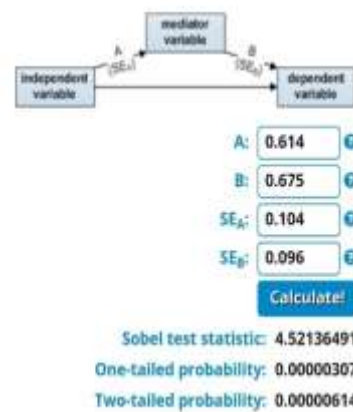 mediator
variable
A
(SEA)
B
(SEB)
independent
variable
dependent
variable
A: 0.614
B: 0.675
SEA: 0.104
SEB: 0.096
Calculate!
Sobel test statistic: 4.52136491
One-tailed probability: 0.00000307
Two-tailed probability: 0.00000614